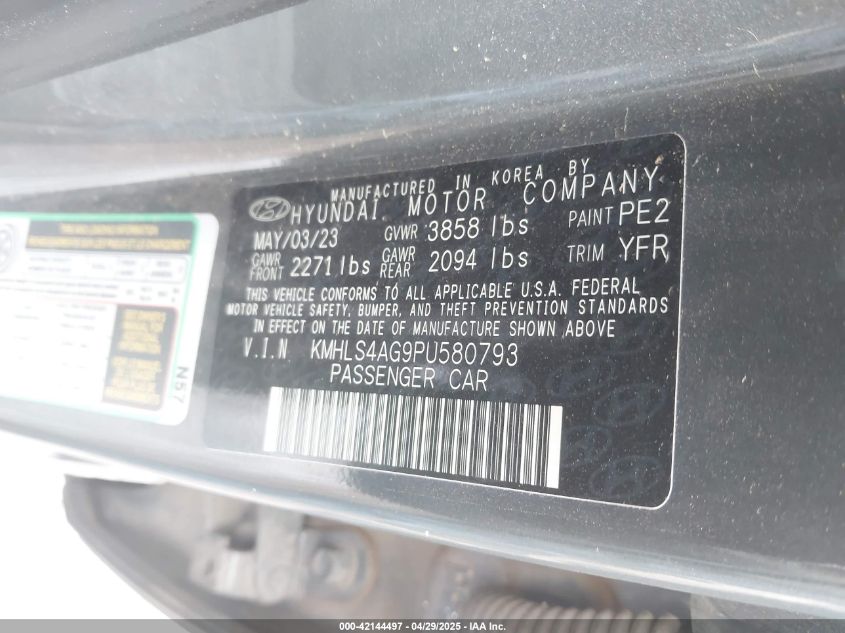 MANUFACTURED IN KOREA BY
HYUNDAI MOTOR COMPANY
MAY/03/23 GVWR 3858 lbs PAINT PE2
GAWR FRONT 2271 lbs GAWR REAR 2094 lbs TRIM YFR
THIS VEHICLE CONFORMS TO ALL APPLICABLE U.S.A. FEDERAL
MOTOR VEHICLE SAFETY, BUMPER, AND THEFT PREVENTION STANDARDS
IN EFFECT ON THE DATE OF MANUFACTURE SHOWN ABOVE
V.I.N KMHLS4AG9PU580793
PASSENGER CAR
N57
000-42144497 - 04/29/2025 - IAA, Inc.